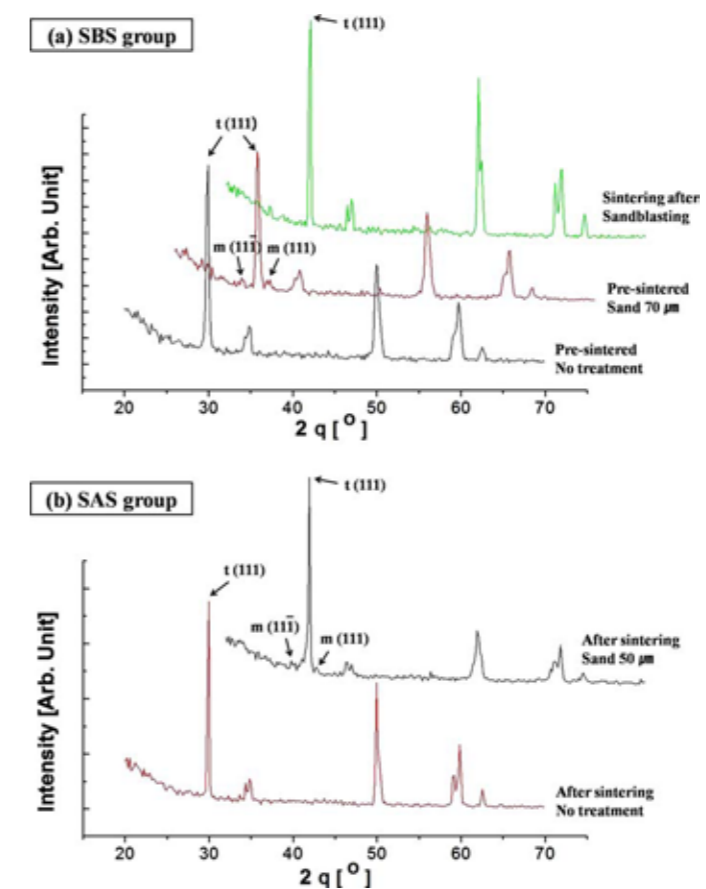 (a) SBS group
t (111)
t (111)
m (111̅)
m (111)
Sintering after
Sandblasting
Pre-sintered
Sand 70 ㎛
Pre-sintered
No treatment
Intensity [Arb. Unit]
20 30 40 50 60 70
2 q [ O ]
(b) SAS group
t (111)
t (111)
m (111̅)
m (111)
After sintering
Sand 50 ㎛
After sintering
No treatment
Intensity [Arb. Unit]
20 30 40 50 60 70
2 q [ O ]